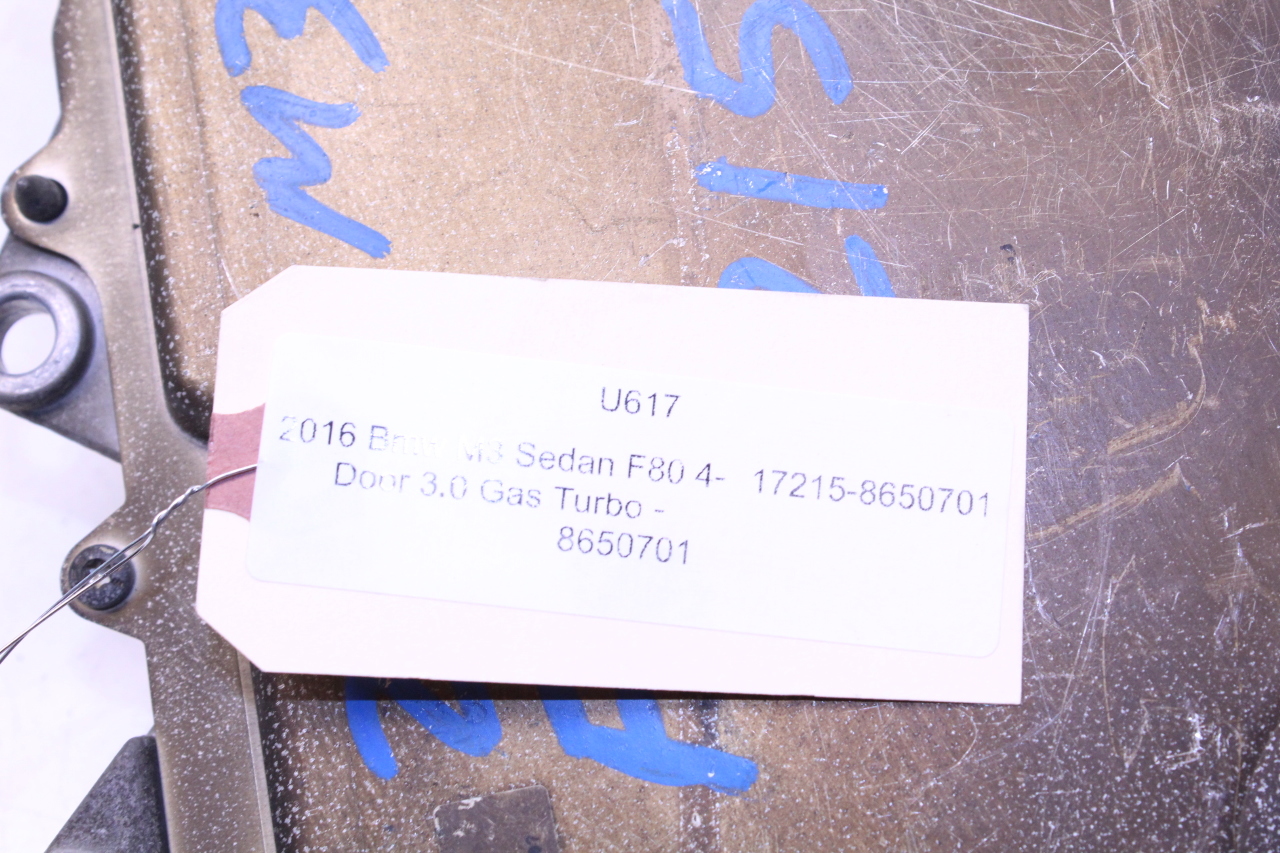 U617
2016 Bmw M3 Sedan F80 4- 17215-8650701
Door 3.0 Gas Turbo -
8650701